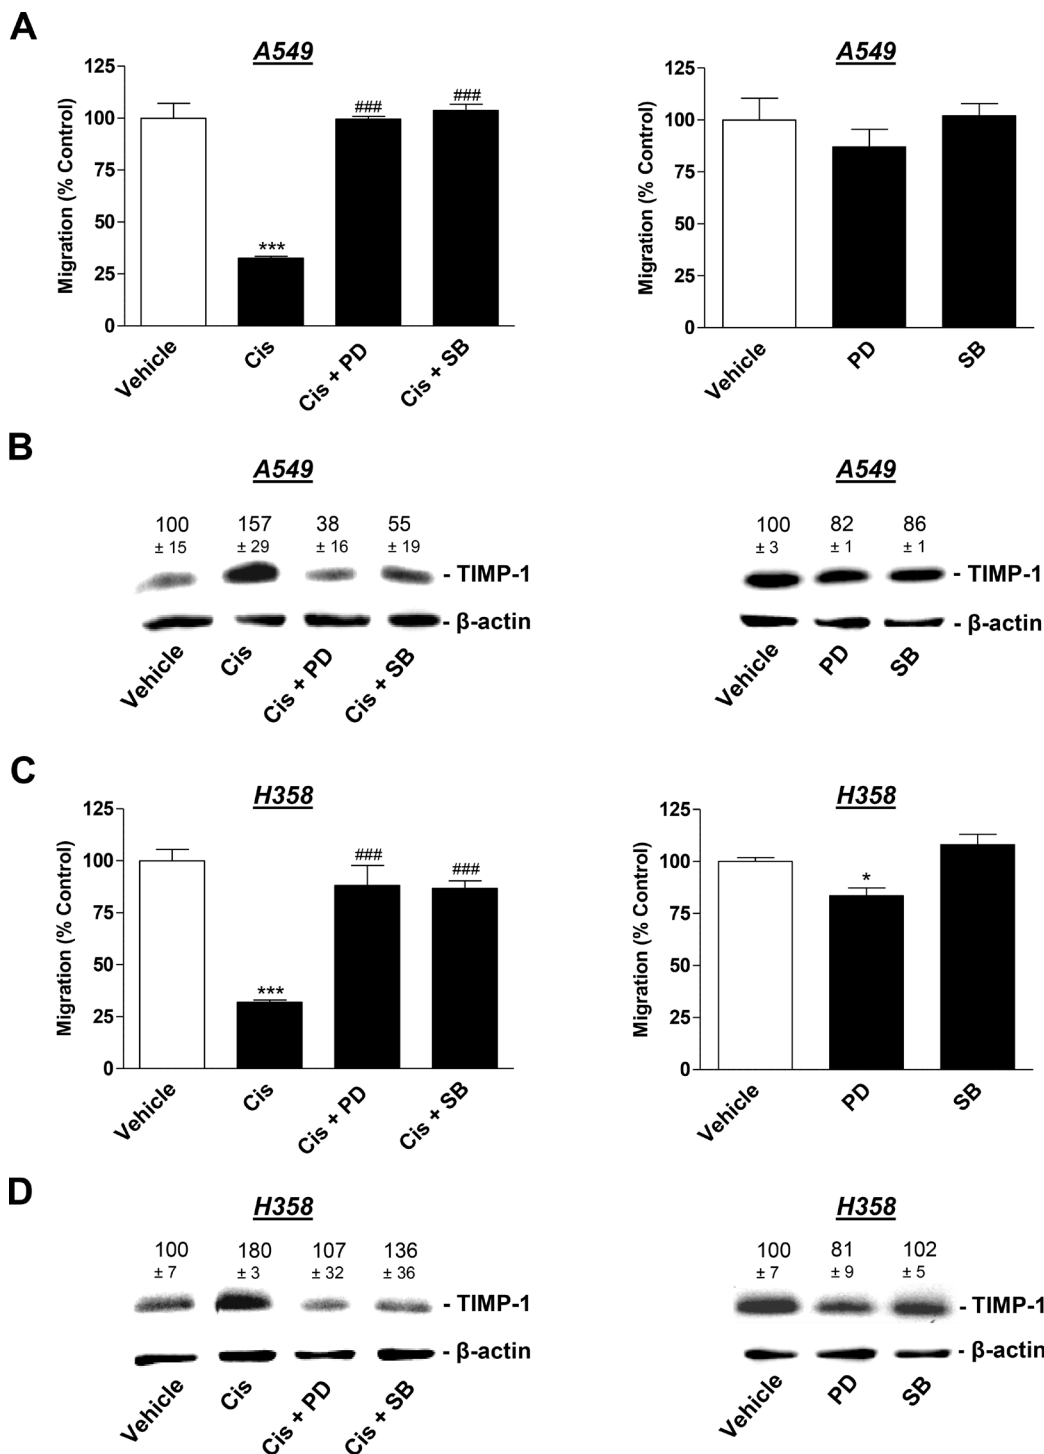 A
A549
125
100
75
50
25
0
Migration (% Control)
***
###
###
Vehicle
Cis
Cis + PD
Cis + SB
A549
125
100
75
50
25
0
Migration (% Control)
Vehicle
PD
SB
B
A549
100 157 38 55
± 15 ± 29 ± 16 ± 19
- TIMP-1
- β-actin
Vehicle
Cis
Cis + PD
Cis + SB
A549
100 82 86
± 3 ± 1 ± 1
- TIMP-1
- β-actin
Vehicle
PD
SB
C
H358
125
100
75
50
25
0
Migration (% Control)
***
###
###
Vehicle
Cis
Cis + PD
Cis + SB
H358
125
100
75
50
25
0
Migration (% Control)
*
Vehicle
PD
SB
D
H358
100 180 107 136
± 7 ± 3 ± 32 ± 36
- TIMP-1
- β-actin
Vehicle
Cis
Cis + PD
Cis + SB
H358
100 81 102
± 7 ± 9 ± 5
- TIMP-1
- β-actin
Vehicle
PD
SB